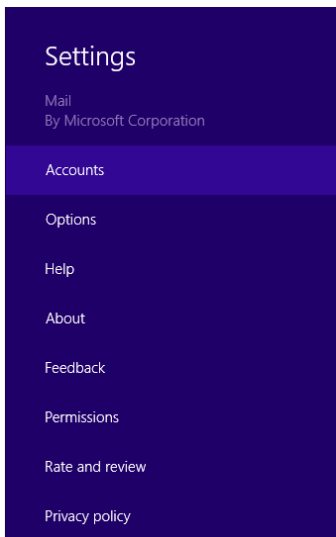 Settings
Mail
By Microsoft Corporation
Accounts
Options
Help
About
Feedback
Permissions
Rate and review
Privacy policy